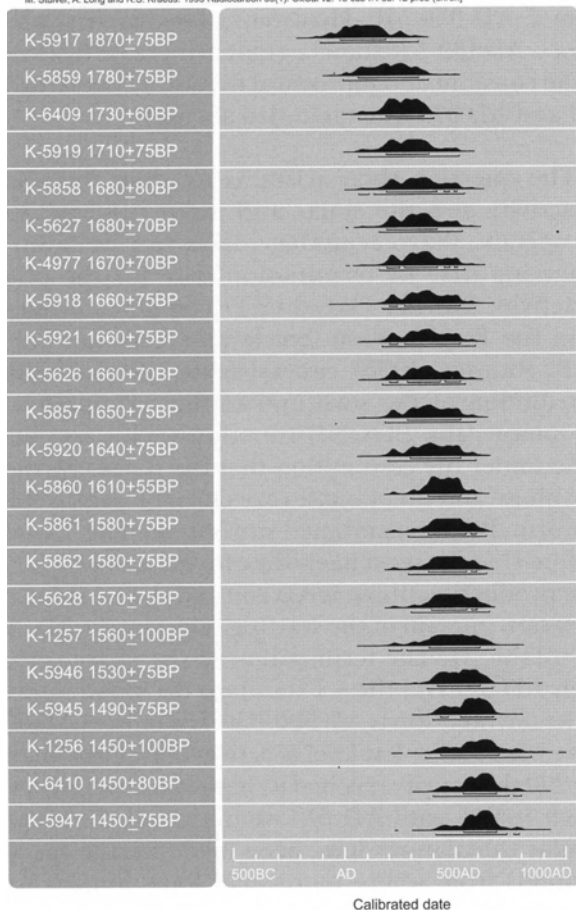 M. Stuiver, A. Long and R.S.
K-5917 1870±75BP
K-5859 1780±75BP
K-6409 1730±60BP
K-5919 1710±75BP
K-5858 1680±80BP
K-5627 1680±70BP
K-4977 1670±70BP
K-5918 1660±75BP
K-5921 1660±75BP
K-5626 1660±70BP
K-5857 1650±75BP
K-5920 1640±75BP
K-5860 1610±55BP
K-5861 1580±75BP
K-5862 1580±75BP
K-5628 1570±75BP
K-1257 1560±100BP
K-5946 1530±75BP
K-5945 1490±75BP
K-1256 1450±100BP
K-6410 1450±80BP
K-5947 1450±75BP
500BC AD 500AD 1000AD
Calibrated date